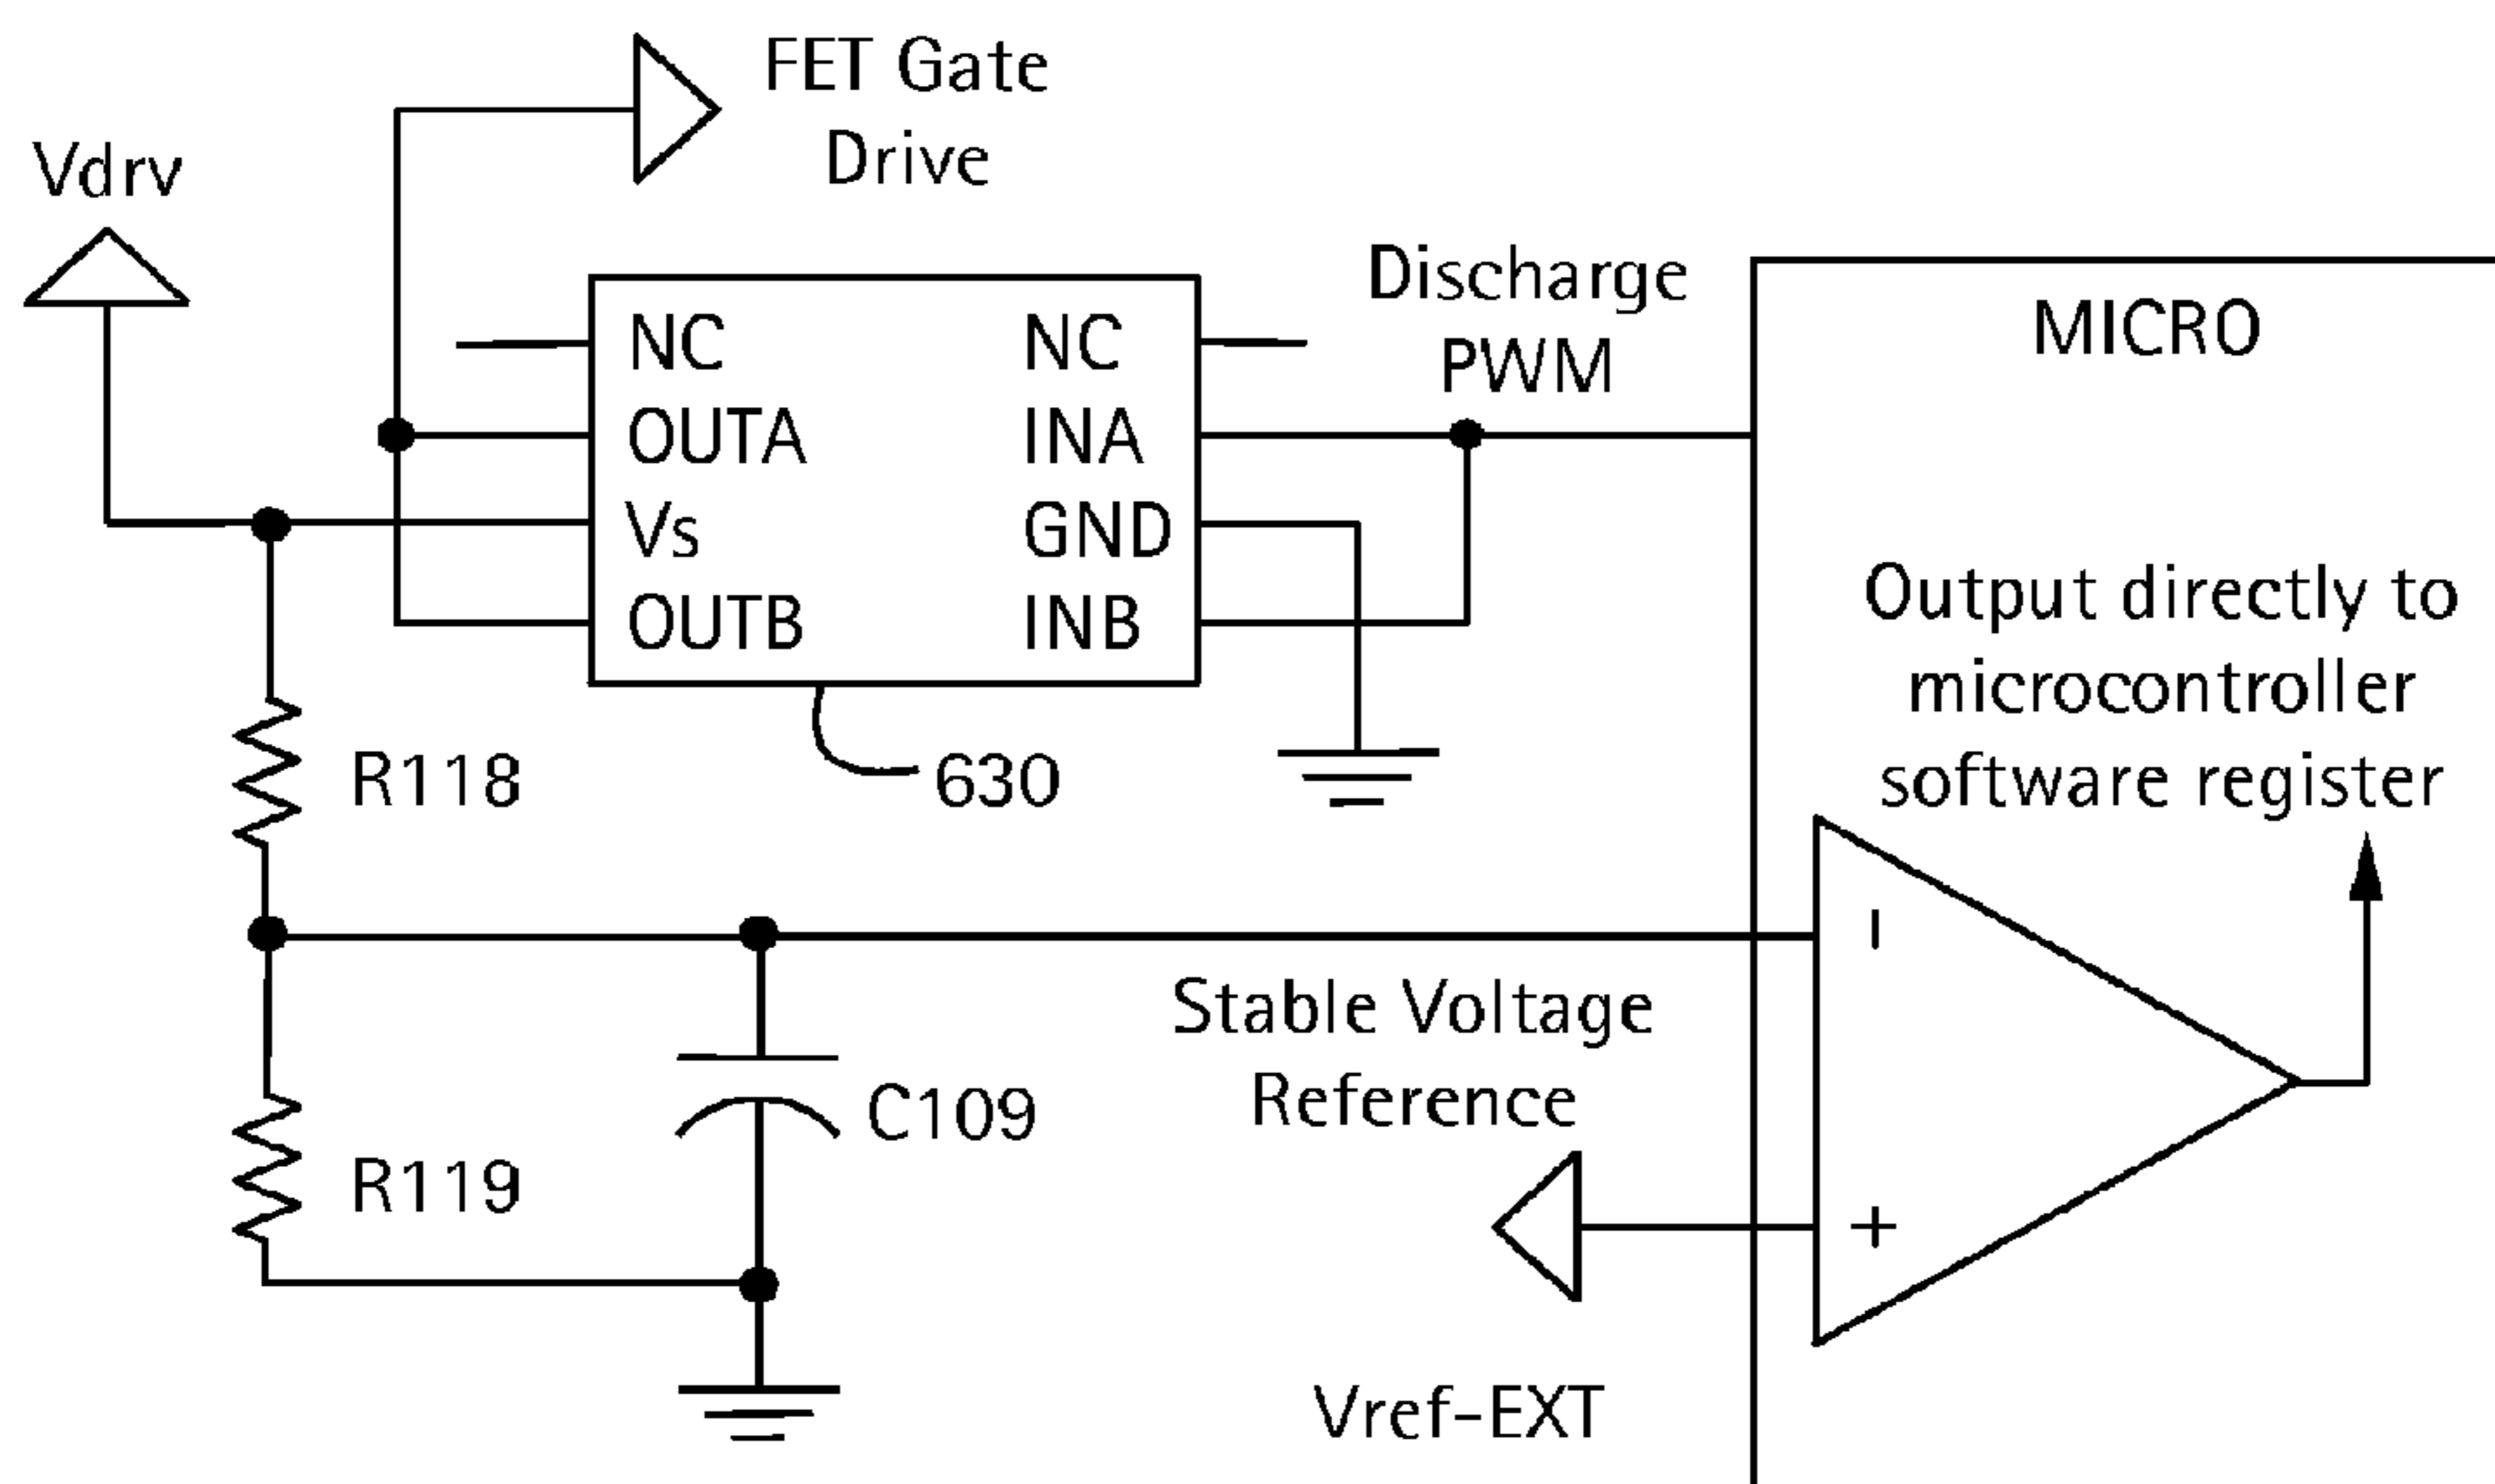 FET Gate
Drive
Vdrv
Discharge
PWM
MICRO
NC
NC
OUTA
INA
Vs
GND
OUTB
INB
Output directly to
microcontroller
software register
R118
630
-
Stable Voltage
Reference
C109
R119
+
Vref-EXT